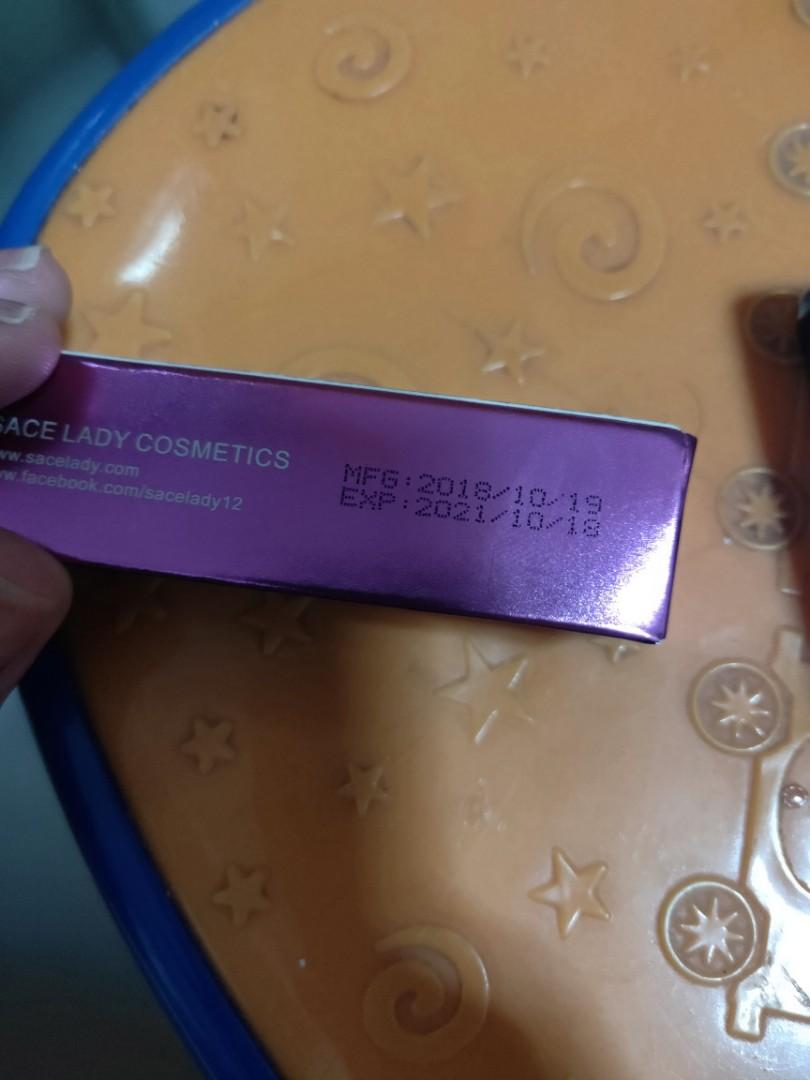 SACE LADY COSMETICS
www.sacelady.com
www.facebook.com/sacelady12
MFG:2018/10/19
EXP:2021/10/18